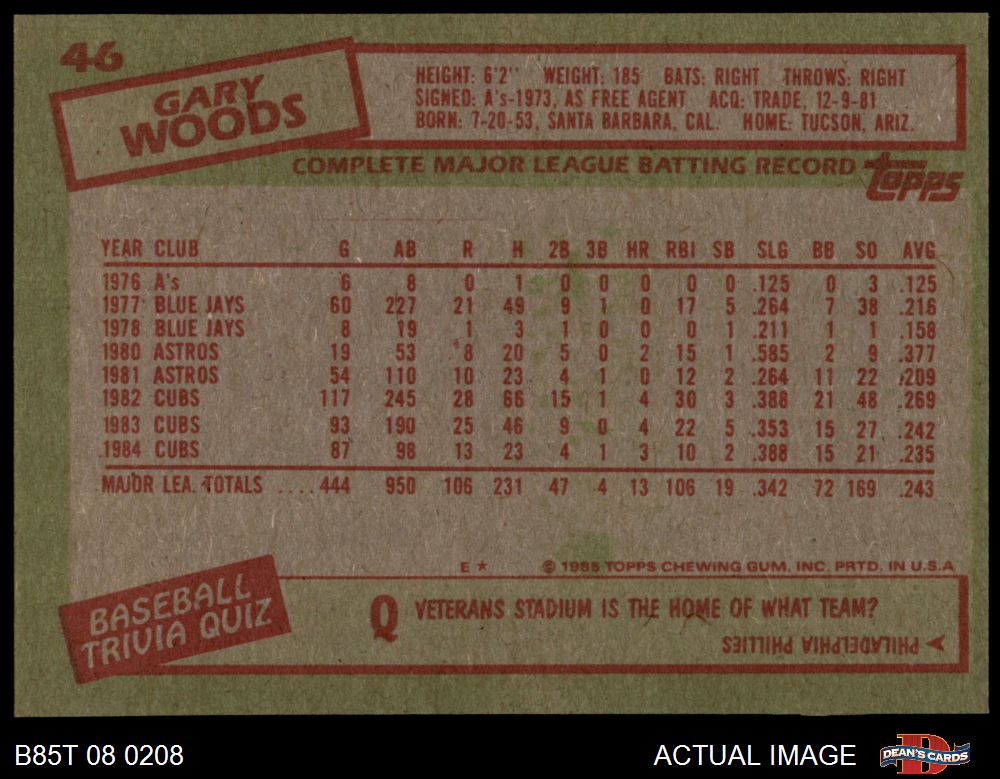 46
GARY
WOODS
HEIGHT: 6'2" WEIGHT: 185 BATS: RIGHT THROWS: RIGHT
SIGNED: A's-1973, AS FREE AGENT ACQ: TRADE, 12-9-81
BORN: 7-20-53, SANTA BARBARA, CAL. HOME: TUCSON, ARIZ.
COMPLETE MAJOR LEAGUE BATTING RECORD topps
YEAR CLUB G AB R H 2B 3B HR RBI SB SLG BB SO AVG
1976 A's 6 8 0 1 0 0 0 0 0 .125 0 3 .125
1977 BLUE JAYS 60 227 21 49 9 1 0 17 5 .264 7 38 .216
1978 BLUE JAYS 8 19 1 3 1 0 0 0 1 .211 1 1 .158
1980 ASTROS 19 53 8 20 5 0 2 15 1 .585 2 9 .377
1981 ASTROS 54 110 10 23 4 1 0 12 2 .264 11 22 .209
1982 CUBS 117 245 28 66 15 1 4 30 3 .388 21 48 .269
1983 CUBS 93 190 25 46 9 0 4 22 5 .353 15 27 .242
1984 CUBS 87 98 13 23 4 1 3 10 2 .388 15 21 .235
MAJOR LEA. TOTALS ....444 950 106 231 47 4 13 106 19 .342 72 169 .243
E ★ © 1985 TOPPS CHEWING GUM, INC. PRTD. IN U.S.A
BASEBALL
TRIVIA QUIZ
Q VETERANS STADIUM IS THE HOME OF WHAT TEAM?
PHILADELPHIA PHILLIES
B85T 08 0208 ACTUAL IMAGE DEAN'S CARDS